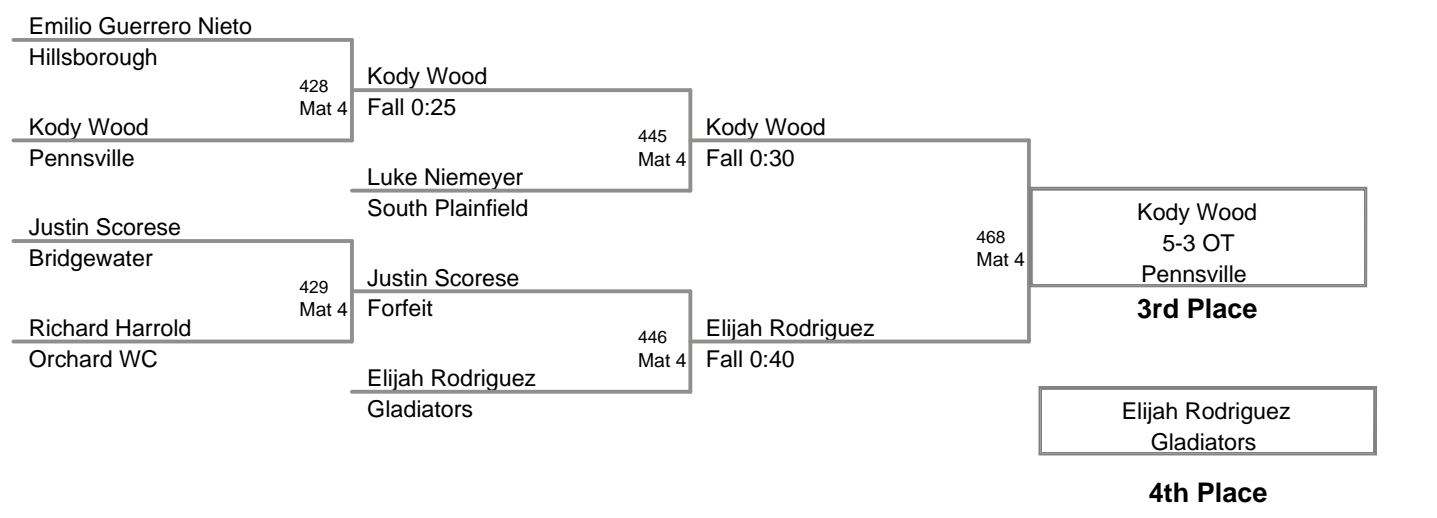 Emilio Guerrero Nieto
Hillsborough
428
Mat 4
Kody Wood
Fall 0:25
Kody Wood
Pennsville
445
Mat 4
Kody Wood
Fall 0:30
Luke Niemeyer
South Plainfield
Justin Scorese
Bridgewater
468
Mat 4
Kody Wood
5-3 OT
Pennsville
3rd Place
429
Mat 4
Justin Scorese
Forfeit
Richard Harrold
Orchard WC
446
Mat 4
Elijah Rodriguez
Fall 0:40
Elijah Rodriguez
Gladiators
Elijah Rodriguez
Gladiators
4th Place